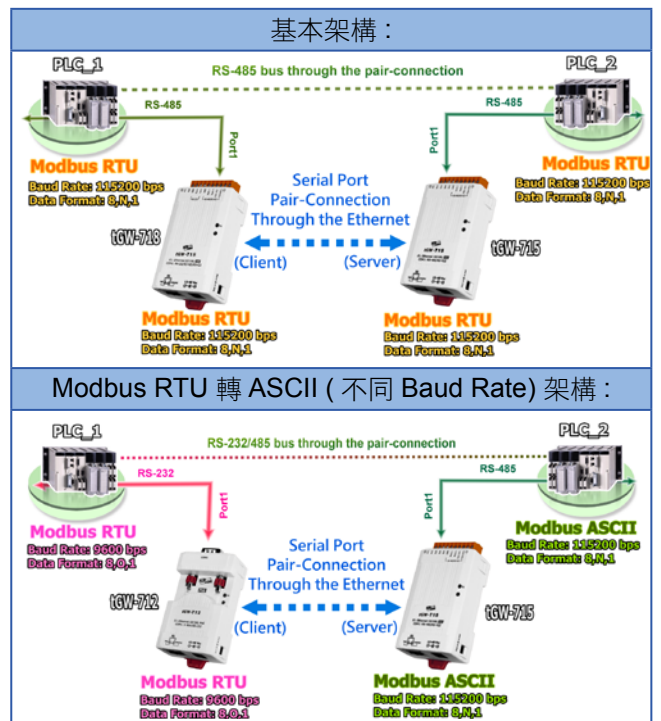 基本架構 :
PLC_1
RS-485 bus through the pair-connection
PLC_2
RS-485
RS-485
Port1
Port1
Modbus RTU
Baud Rate: 115200 bps
Data Format: 8,N,1
Modbus RTU
Baud Rate: 115200 bps
Data Format: 8,N,1
Serial Port
Pair-Connection
Through the Ethernet
tGW-718
tGW-715
(Client)
(Server)
Modbus RTU
Baud Rate: 115200 bps
Data Format: 8,N,1
Modbus RTU
Baud Rate: 115200 bps
Data Format: 8,N,1
Modbus RTU 轉 ASCII ( 不同 Baud Rate) 架構 :
PLC_1
RS-232/485 bus through the pair-connection
PLC_2
RS-232
RS-485
Port1
Port1
Modbus RTU
Baud Rate: 9600 bps
Data Format: 8,O,1
Modbus ASCII
Baud Rate: 115200 bps
Data Format: 8,N,1
Serial Port
Pair-Connection
Through the Ethernet
tGW-712
tGW-715
(Client)
(Server)
Modbus RTU
Baud Rate: 9600 bps
Data Format: 8,O,1
Modbus ASCII
Baud Rate: 115200 bps
Data Format: 8,N,1